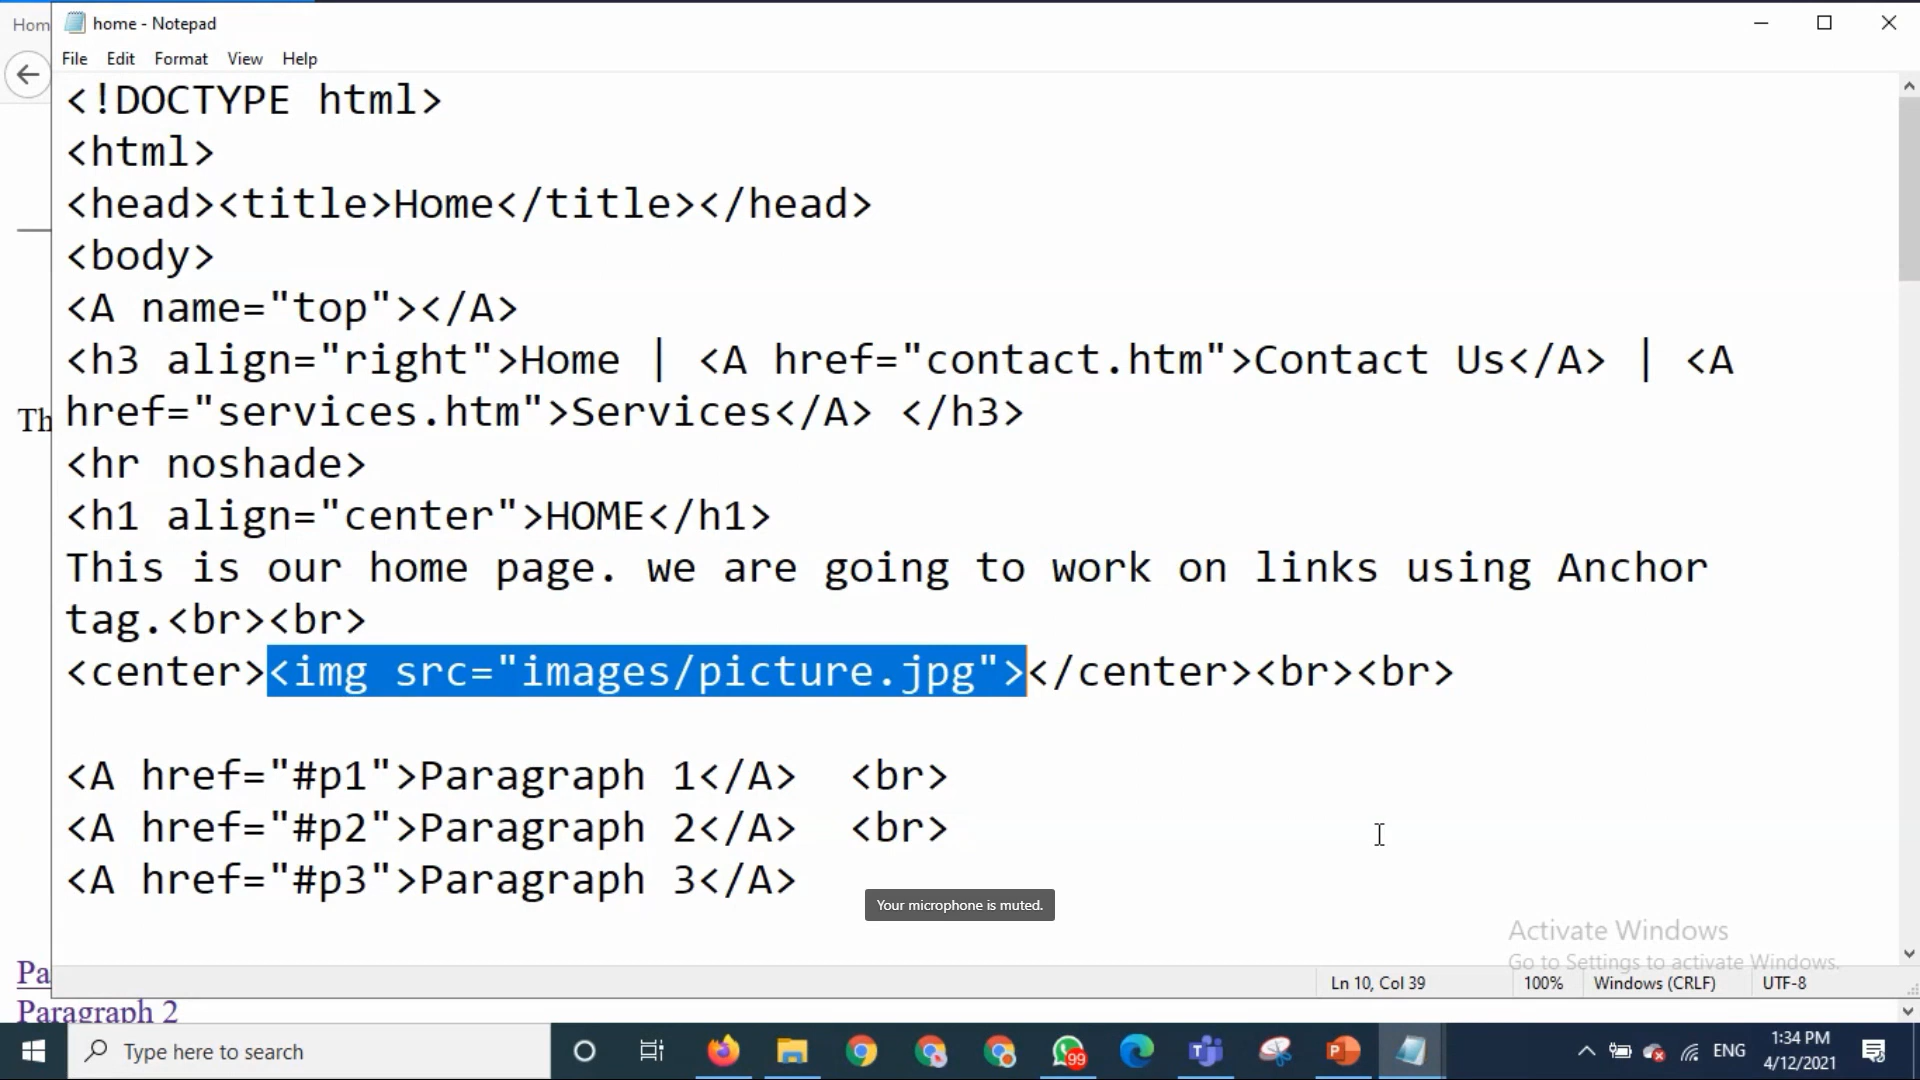 Hom
home - Notepad
File Edit Format View Help
<!DOCTYPE html>
<html>
<head><title>Home</title></head>
<body>
<A name="top"></A>
<h3 align="right">Home | <A href="contact.htm">Contact Us</A> | <A
href="services.htm">Services</A> </h3>
<hr noshade>
<h1 align="center">HOME</h1>
Th
This is our home page. we are going to work on links using Anchor
tag.<br><br>
<center><img src="images/picture.jpg"></center><br><br>
<A href="#p1">Paragraph 1</A> <br>
<A href="#p2">Paragraph 2</A> <br>
<A href="#p3">Paragraph 3</A>
Your microphone is muted.
Activate Windows
Go to Settings to activate Windows.
Pa
Ln 10, Col 39 100% Windows (CRLF) UTF-8
Paragraph 2
Type here to search
99
ENG
1:34 PM
4/12/2021